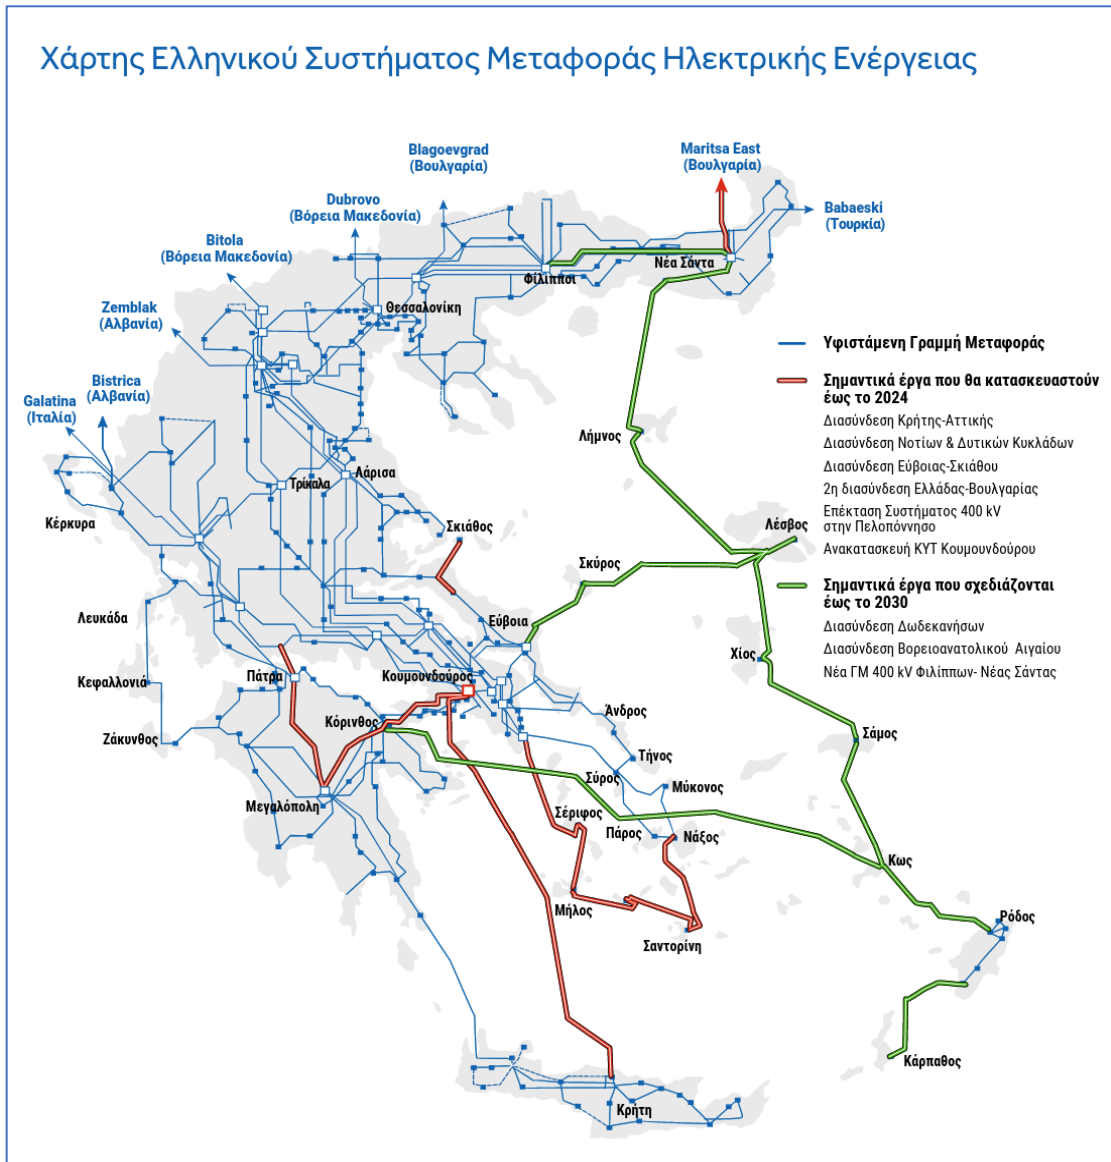 Χάρτης Ελληνικού Συστήματος Μεταφοράς Ηλεκτρικής Ενέργειας
Blagoevgrad
(Βουλγαρία)
Maritsa East
(Βουλγαρία)
Dubrovo
(Βόρεια Μακεδονία)
Babaeski
(Τουρκία)
Bitola
(Βόρεια Μακεδονία)
Zemblak
(Αλβανία)
Bistrica
(Αλβανία)
Galatina
(Ιταλία)
Φίλιπποι
Νέα Σάντα
Θεσσαλονίκη
Λήμνος
Τρίκαλα
Λάρισα
Κέρκυρα
Σκιάθος
Λέσβος
Σκύρος
Λευκάδα
Εύβοια
Χίος
Κεφαλλονιά
Πάτρα
Κουμουνδούρος
Ζάκυνθος
Κόρινθος
Άνδρος
Σάμος
Τήνος
Μεγαλόπολη
Σύρος
Μύκονος
Σέριφος
Πάρος
Νάξος
Κως
Μήλος
Σαντορίνη
Ρόδος
Κάρπαθος
Κρήτη
Υφιστάμενη Γραμμή Μεταφοράς
Σημαντικά έργα που θα κατασκευαστούν
έως το 2024
Διασύνδεση Κρήτης-Αττικής
Διασύνδεση Νοτίων & Δυτικών Κυκλάδων
Διασύνδεση Εύβοιας-Σκιάθου
2η διασύνδεση Ελλάδας-Βουλγαρίας
Επέκταση Συστήματος 400 kV
στην Πελοπόννησο
Ανακατασκευή ΚΥΤ Κουμουνδούρου
Σημαντικά έργα που σχεδιάζονται
έως το 2030
Διασύνδεση Δωδεκανήσων
Διασύνδεση Βορειοανατολικού Αιγαίου
Νέα ΓΜ 400 kV Φιλίππων- Νέας Σάντας